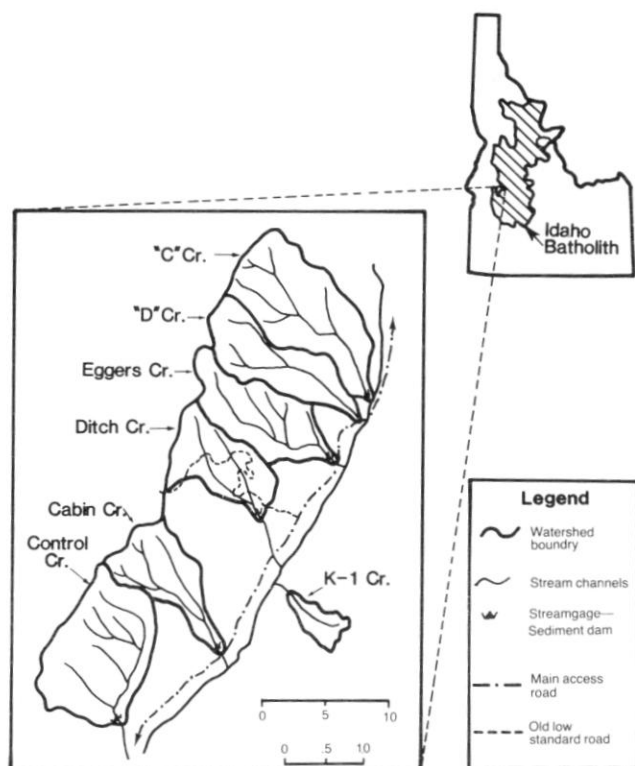 Idaho
Batholith
"C" Cr.
"D" Cr.
Eggers Cr.
Ditch Cr.
Cabin Cr.
Control
Cr.
K-1 Cr.
0 5 10
0 .5 1.0
Legend
Watershed
boundry
Stream channels
Streamgage—
Sediment dam
Main access
road
Old low
standard road